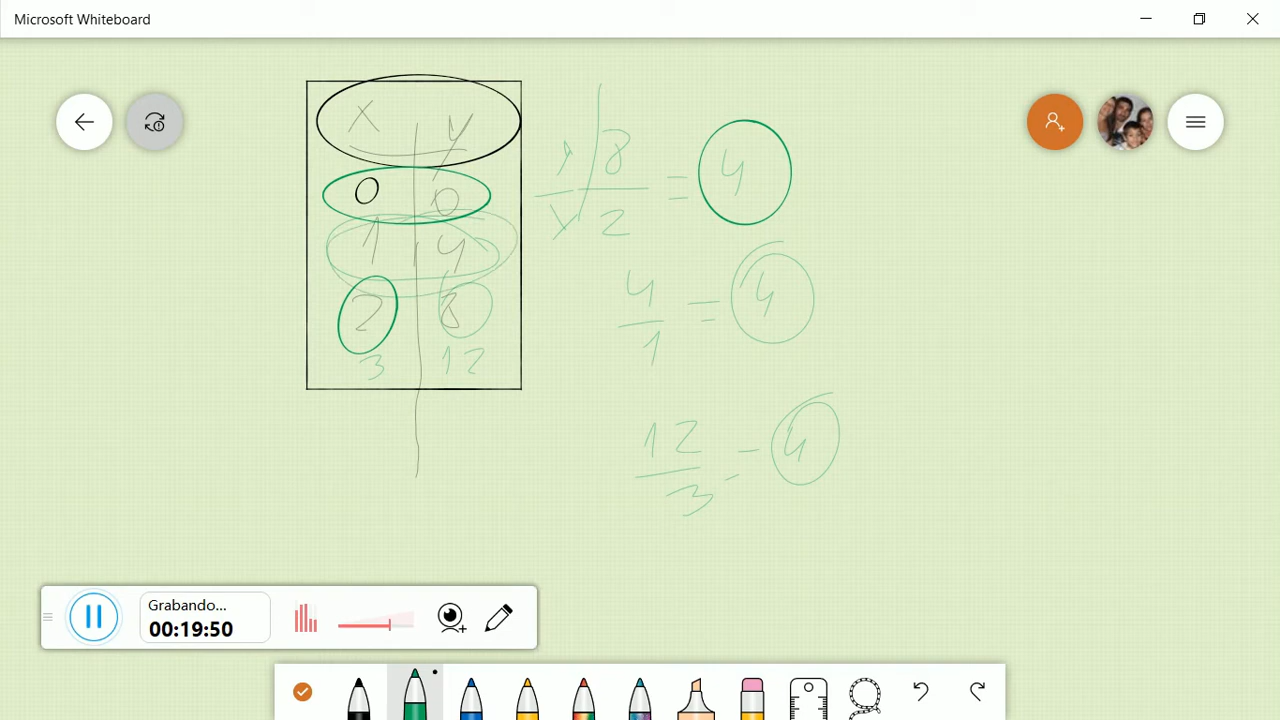 Microsoft Whiteboard
x y
0 0
1 4
2 8
3 12
y/x 8/2 = 4
4/1 = 4
12/3 = 4
Grabando...
00:19:50